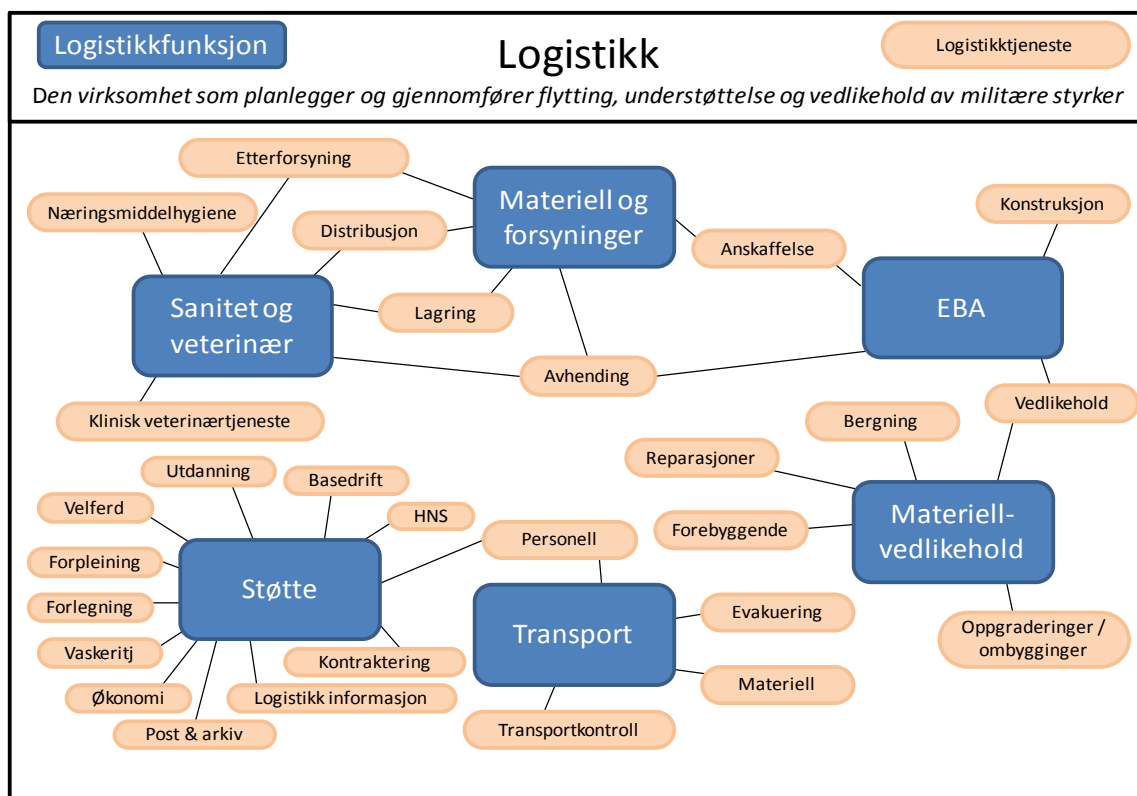 Logistikkfunksjon
Logistikk
Logistikktjeneste
Den virksomhet som planlegger og gjennomfører flytting, understøttelse og vedlikehold av militære styrker
Etterforsyning
Materiell og
forsyninger
Næringsmiddelhygiene
Distribusjon
Konstruksjon
Anskaffelse
Sanitet og
veterinær
Lagring
EBA
Avhending
Klinisk veterinærtjeneste
Vedlikehold
Bergning
Utdanning
Basedrift
Reparasjoner
Velferd
HNS
Personell
Forebyggende
Materiell-
vedlikehold
Forpleining
Støtte
Forlegning
Transport
Evakuering
Vaskeritj
Kontraktering
Oppgraderinger /
ombygginger
Økonomi
Logistikk informasjon
Materiell
Post & arkiv
Transportkontroll